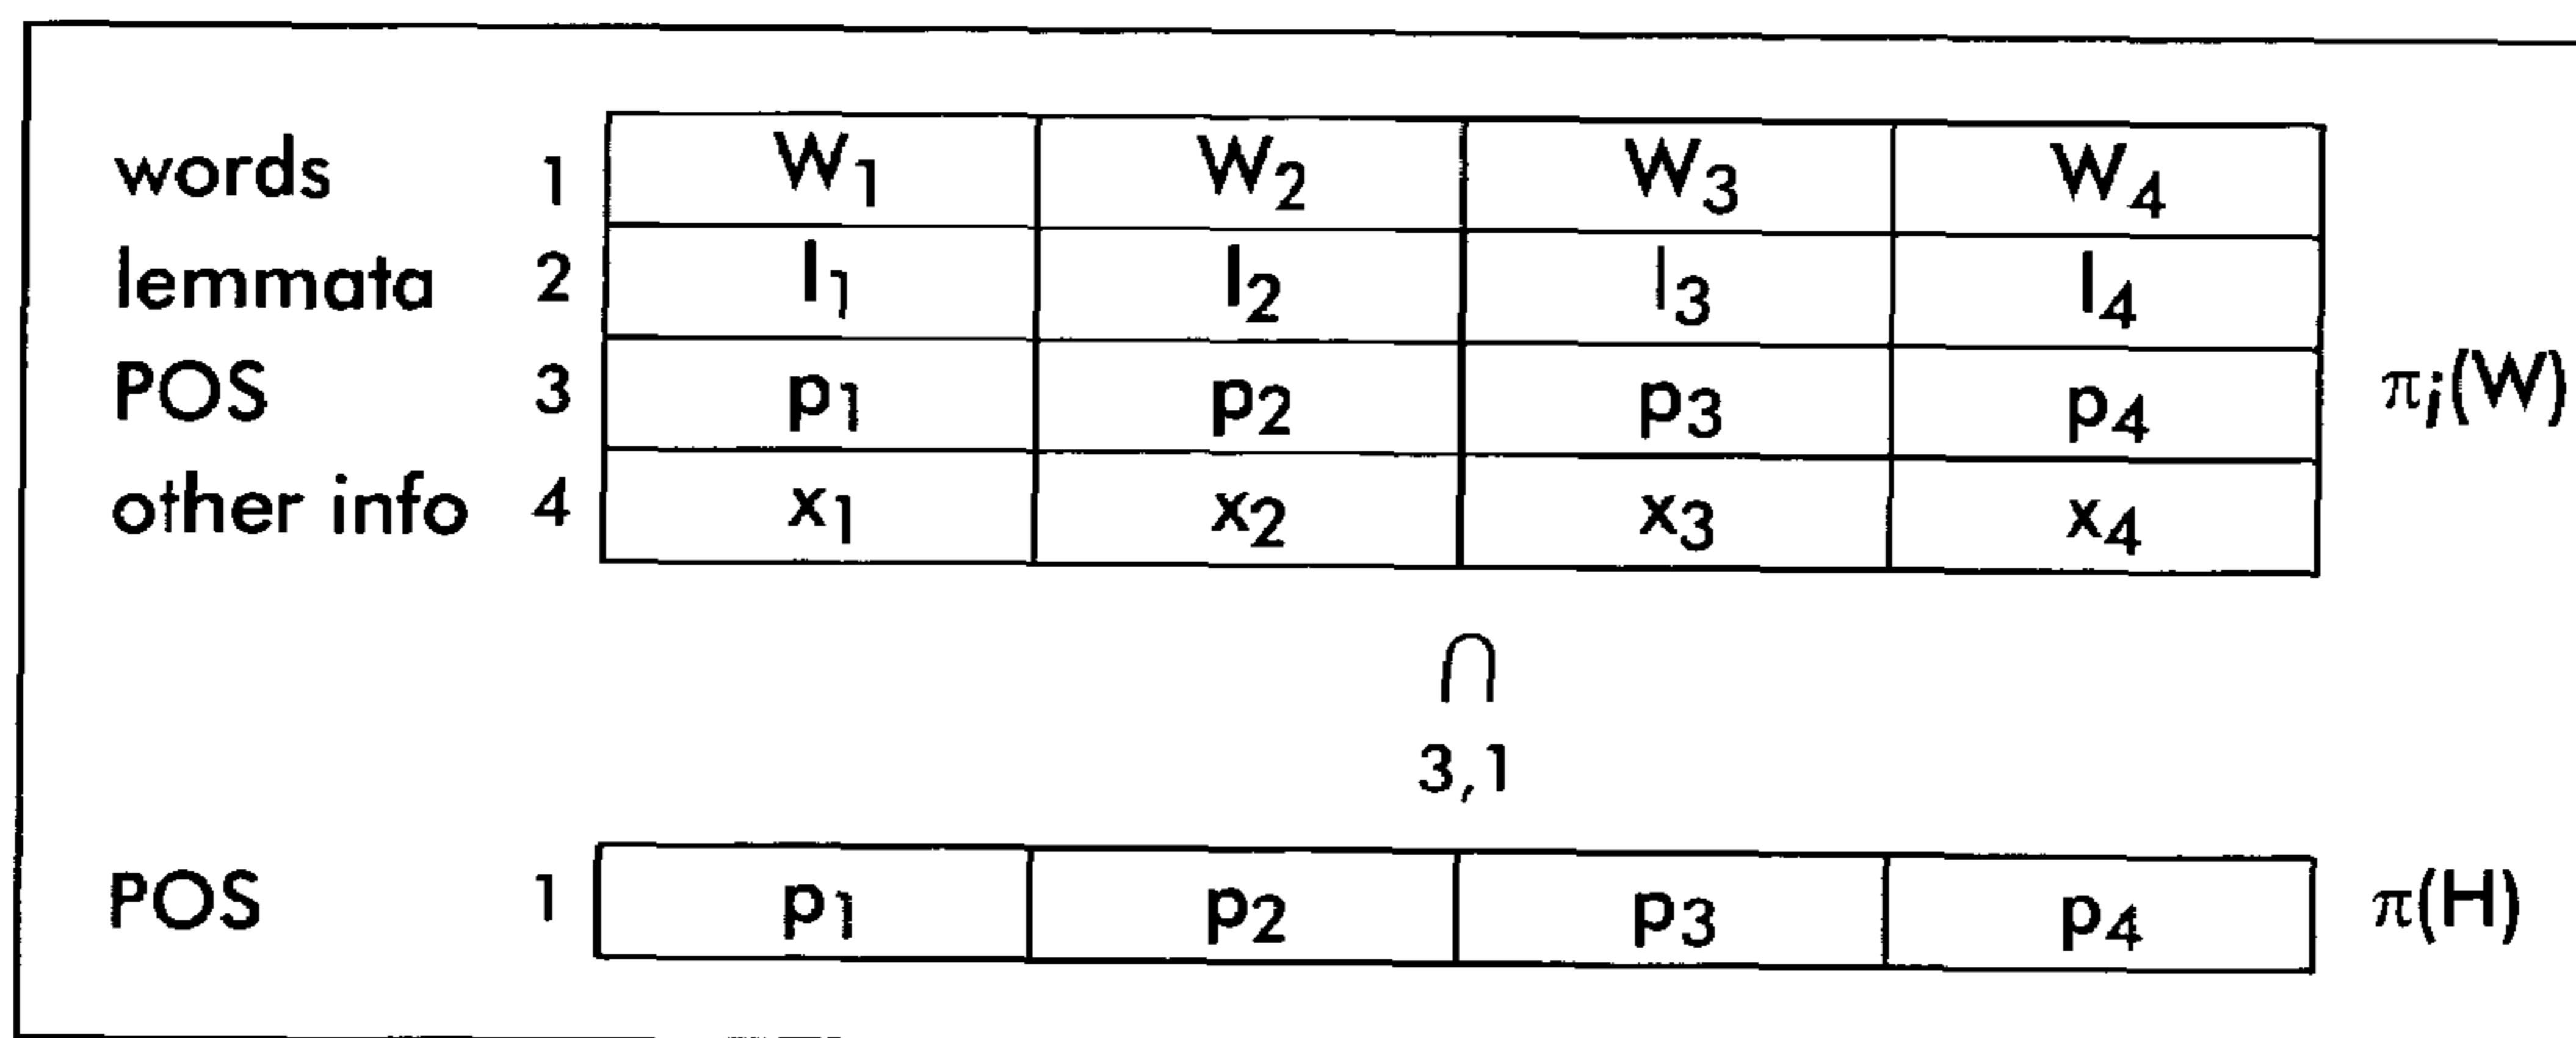 words 1 W1 W2 W3 W4
lemmata 2 l1 l2 l3 l4
POS 3 p1 p2 p3 p4 πi(W)
other info 4 x1 x2 x3 x4
∩
3,1
POS 1 p1 p2 p3 p4 π(H)